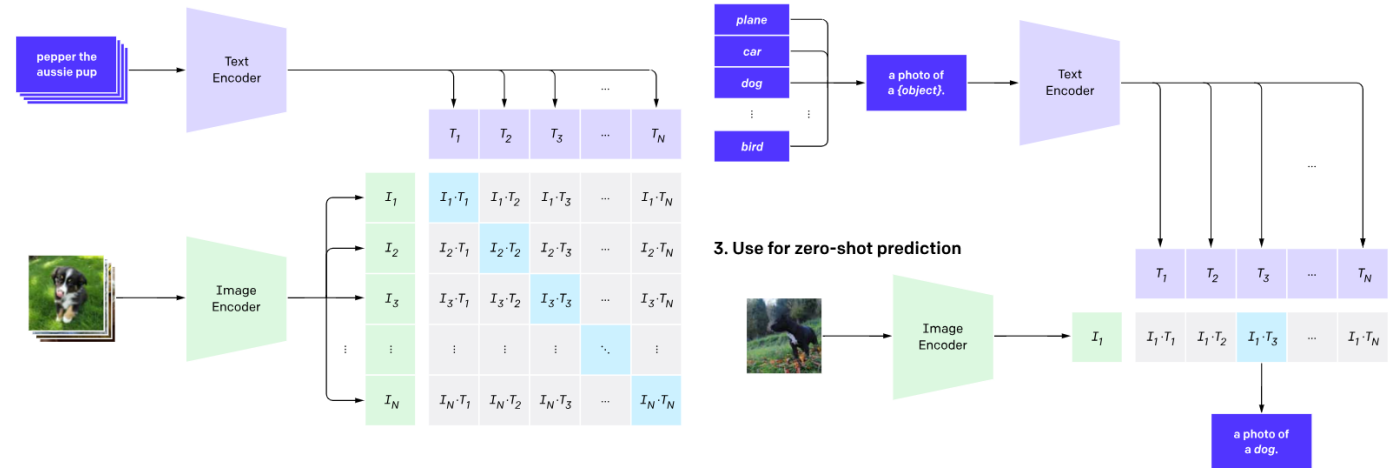 pepper the
aussie pup
Text
Encoder
...
T1 T2 T3 ... TN
Image
Encoder
I1 I1·T1 I1·T2 I1·T3 ... I1·TN
I2 I2·T1 I2·T2 I2·T3 ... I2·TN
I3 I3·T1 I3·T2 I3·T3 ... I3·TN
⋮ ⋮ ⋮ ⋮ ⋱ ⋮
IN IN·T1 IN·T2 IN·T3 ... IN·TN
plane
car
dog
⋮ ⋮
bird
a photo of
a {object}.
Text
Encoder
...
3. Use for zero-shot prediction
T1 T2 T3 ... TN
Image
Encoder
I1 I1·T1 I1·T2 I1·T3 ... I1·TN
a photo of
a dog.